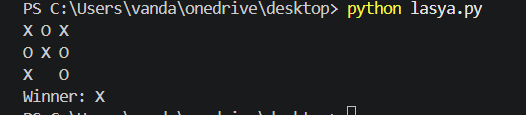 PS C:\Users\vanda\onedrive\desktop> python lasya.py
X O X
O X O
X   O
Winner: X